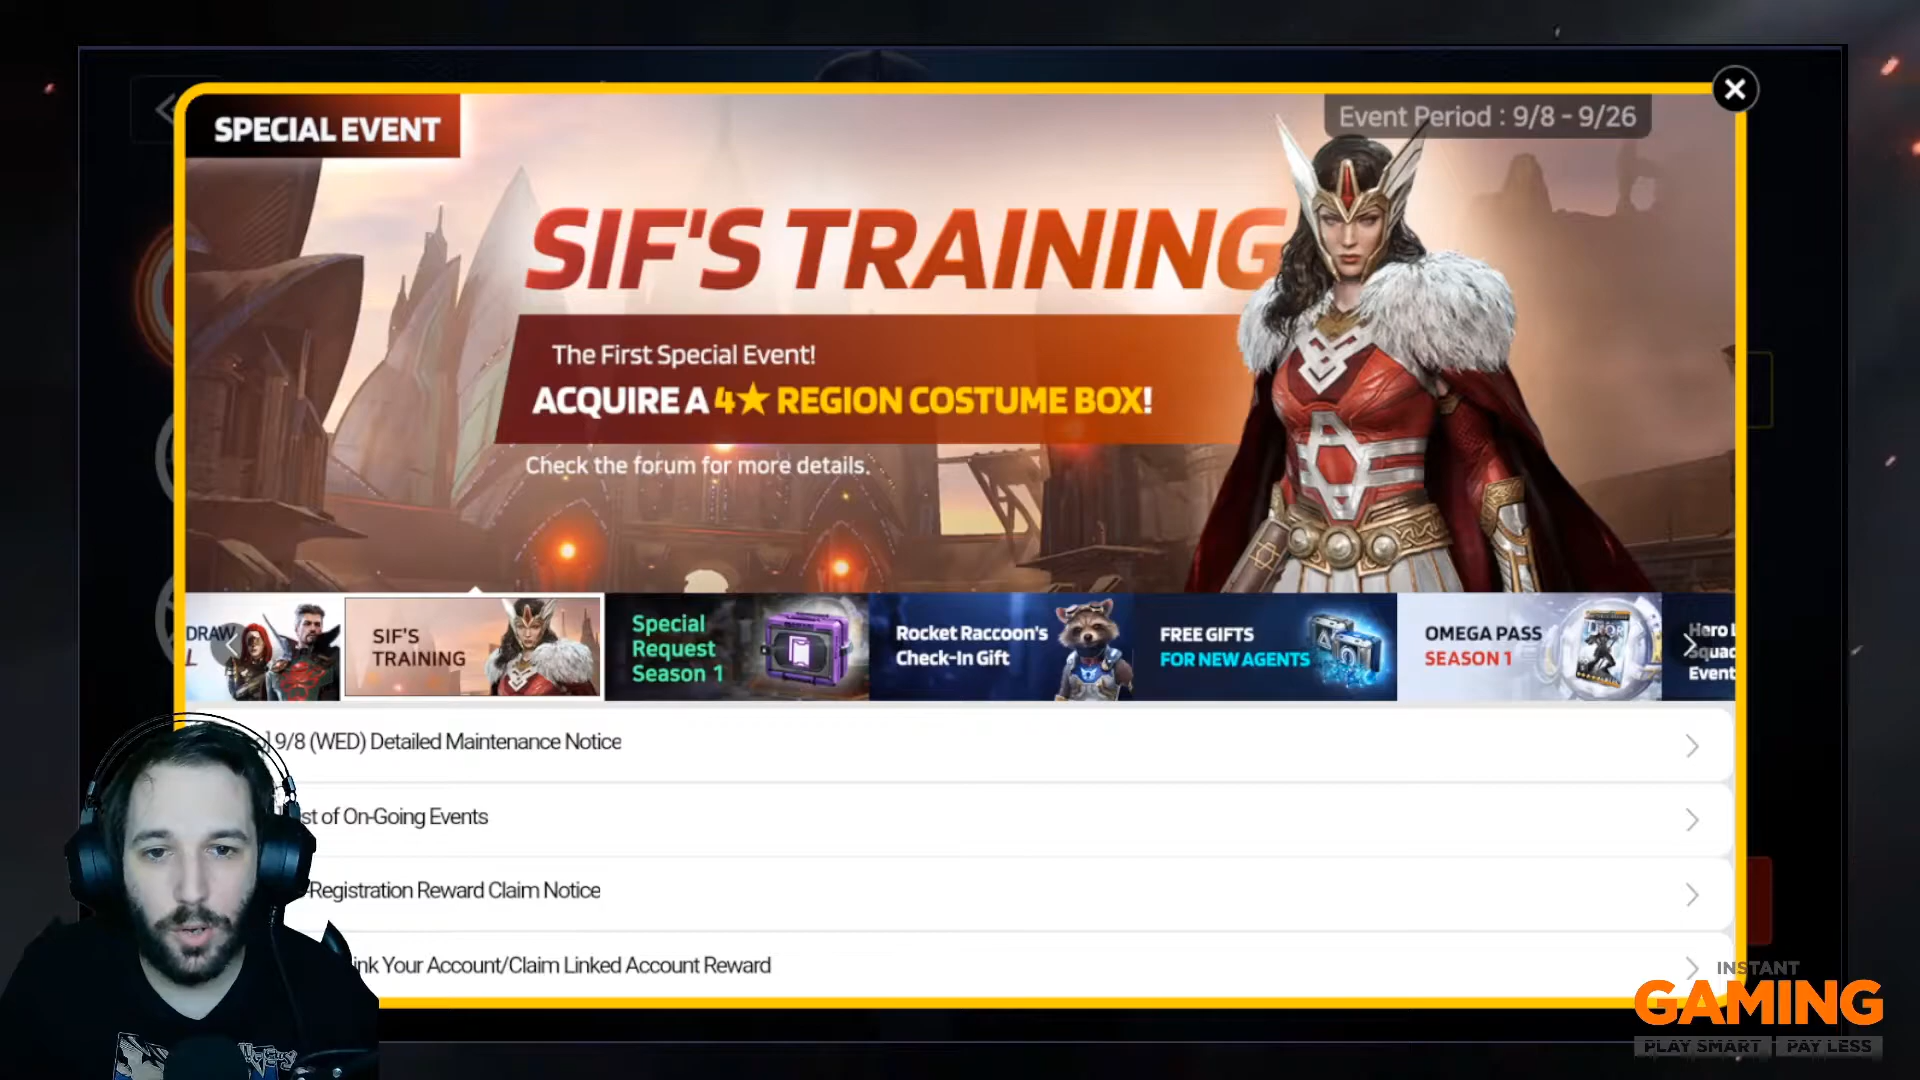 SPECIAL EVENT
Event Period : 9/8 - 9/26
SIF'S TRAINING
The First Special Event!
ACQUIRE A 4★ REGION COSTUME BOX!
Check the forum for more details.
DRAW
SIF'S
TRAINING
Special
Request
Season 1
Rocket Raccoon's
Check-In Gift
FREE GIFTS
FOR NEW AGENTS
OMEGA PASS
SEASON 1
Hero
Squad
Event
9/8 (WED) Detailed Maintenance Notice
of On-Going Events
Registration Reward Claim Notice
Your Account/Claim Linked Account Reward
INSTANT
GAMING
PLAY SMART PAY LESS